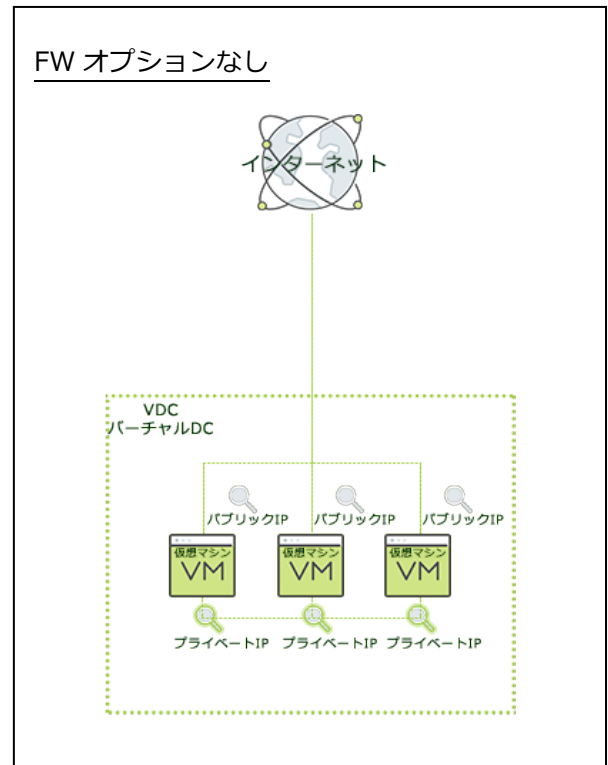 FW オプションなし
インターネット
VDC
バーチャルDC
パブリックIP パブリックIP パブリックIP
仮想マシン 仮想マシン 仮想マシン
VM VM VM
プライベートIP プライベートIP プライベートIP